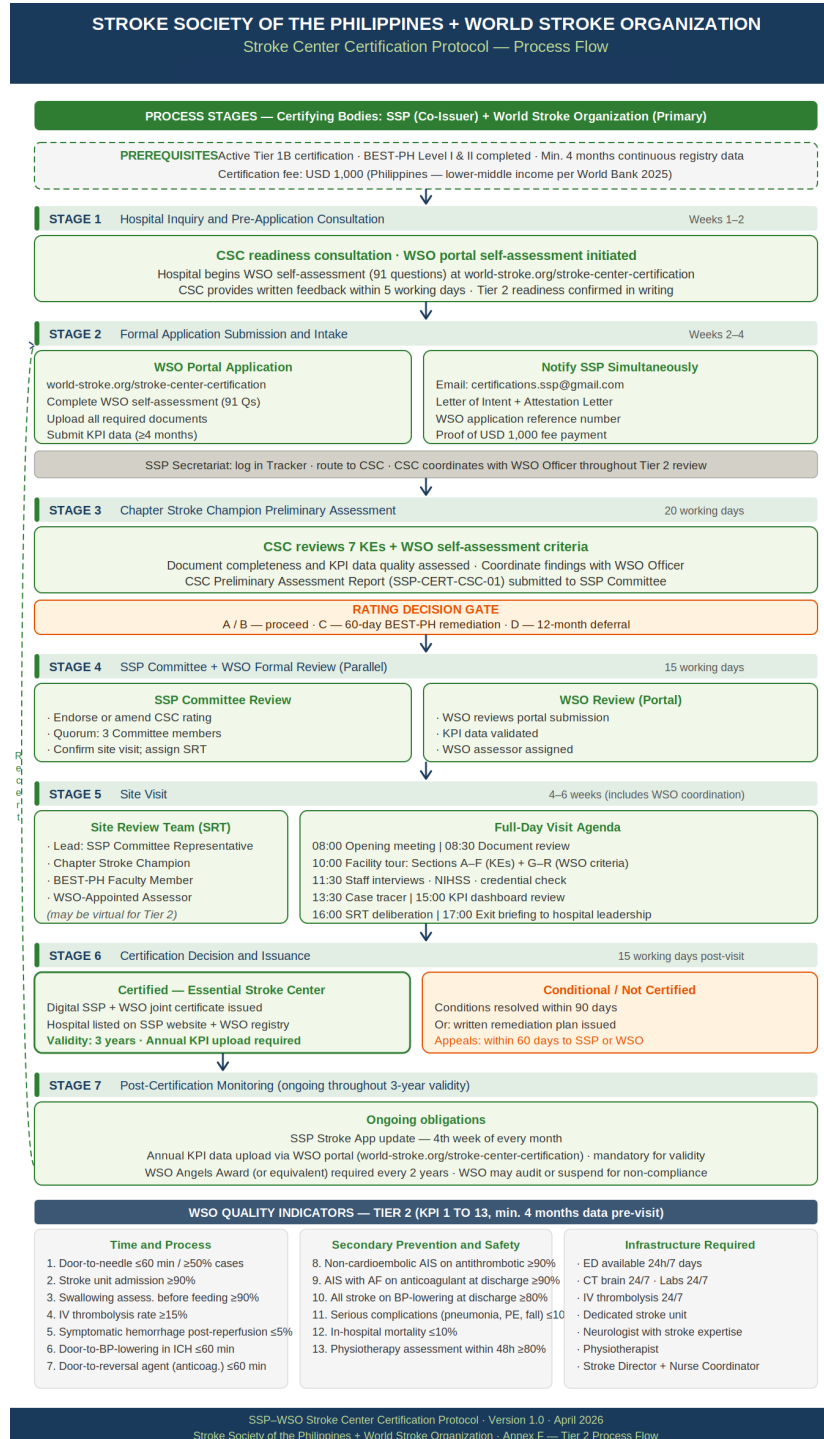 STROKE SOCIETY OF THE PHILIPPINES + WORLD STROKE ORGANIZATION
Stroke Center Certification Protocol — Process Flow
PROCESS STAGES — Certifying Bodies: SSP (Co-Issuer) + World Stroke Organization (Primary)
PREREQUISITES Active Tier 1B certification · BEST-PH Level I & II completed · Min. 4 months continuous registry data
Certification fee: USD 1,000 (Philippines — lower-middle income per World Bank 2025)
STAGE 1 Hospital Inquiry and Pre-Application Consultation Weeks 1–2
CSC readiness consultation · WSO portal self-assessment initiated
Hospital begins WSO self-assessment (91 questions) at world-stroke.org/stroke-center-certification
CSC provides written feedback within 5 working days · Tier 2 readiness confirmed in writing
STAGE 2 Formal Application Submission and Intake Weeks 2–4
WSO Portal Application
world-stroke.org/stroke-center-certification
Complete WSO self-assessment (91 Qs)
Upload all required documents
Submit KPI data (≥4 months)
Notify SSP Simultaneously
Email: certifications.ssp@gmail.com
Letter of Intent + Attestation Letter
WSO application reference number
Proof of USD 1,000 fee payment
SSP Secretariat: log in Tracker · route to CSC · CSC coordinates with WSO Officer throughout Tier 2 review
STAGE 3 Chapter Stroke Champion Preliminary Assessment 20 working days
CSC reviews 7 KEs + WSO self-assessment criteria
Document completeness and KPI data quality assessed · Coordinate findings with WSO Officer
CSC Preliminary Assessment Report (SSP-CERT-CSC-01) submitted to SSP Committee
RATING DECISION GATE
A / B — proceed · C — 60-day BEST-PH remediation · D — 12-month deferral
STAGE 4 SSP Committee + WSO Formal Review (Parallel) 15 working days
SSP Committee Review
· Endorse or amend CSC rating
· Quorum: 3 Committee members
· Confirm site visit; assign SRT
WSO Review (Portal)
· WSO reviews portal submission
· KPI data validated
· WSO assessor assigned
Recert
STAGE 5 Site Visit 4–6 weeks (includes WSO coordination)
Site Review Team (SRT)
· Lead: SSP Committee Representative
· Chapter Stroke Champion
· BEST-PH Faculty Member
· WSO-Appointed Assessor
(may be virtual for Tier 2)
Full-Day Visit Agenda
08:00 Opening meeting | 08:30 Document review
10:00 Facility tour: Sections A–F (KEs) + G–R (WSO criteria)
11:30 Staff interviews · NIHSS · credential check
13:30 Case tracer | 15:00 KPI dashboard review
16:00 SRT deliberation | 17:00 Exit briefing to hospital leadership
STAGE 6 Certification Decision and Issuance 15 working days post-visit
Certified — Essential Stroke Center
Digital SSP + WSO joint certificate issued
Hospital listed on SSP website + WSO registry
Validity: 3 years · Annual KPI upload required
Conditional / Not Certified
Conditions resolved within 90 days
Or: written remediation plan issued
Appeals: within 60 days to SSP or WSO
STAGE 7 Post-Certification Monitoring (ongoing throughout 3-year validity)
Ongoing obligations
SSP Stroke App update — 4th week of every month
Annual KPI data upload via WSO portal (world-stroke.org/stroke-center-certification) · mandatory for validity
WSO Angels Award (or equivalent) required every 2 years · WSO may audit or suspend for non-compliance
WSO QUALITY INDICATORS — TIER 2 (KPI 1 TO 13, min. 4 months data pre-visit)
Time and Process
1. Door-to-needle ≤60 min / ≥50% cases
2. Stroke unit admission ≥90%
3. Swallowing assess. before feeding ≥90%
4. IV thrombolysis rate ≥15%
5. Symptomatic hemorrhage post-reperfusion ≤5%
6. Door-to-BP-lowering in ICH ≤60 min
7. Door-to-reversal agent (anticoag.) ≤60 min
Secondary Prevention and Safety
8. Non-cardioembolic AIS on antithrombotic ≥90%
9. AIS with AF on anticoagulant at discharge ≥90%
10. All stroke on BP-lowering at discharge ≥80%
11. Serious complications (pneumonia, PE, fall) ≤10
12. In-hospital mortality ≤10%
13. Physiotherapy assessment within 48h ≥80%
Infrastructure Required
· ED available 24h/7 days
· CT brain 24/7 · Labs 24/7
· IV thrombolysis 24/7
· Dedicated stroke unit
· Neurologist with stroke expertise
· Physiotherapist
· Stroke Director + Nurse Coordinator
SSP–WSO Stroke Center Certification Protocol · Version 1.0 · April 2026
Stroke Society of the Philippines + World Stroke Organization · Annex F — Tier 2 Process Flow